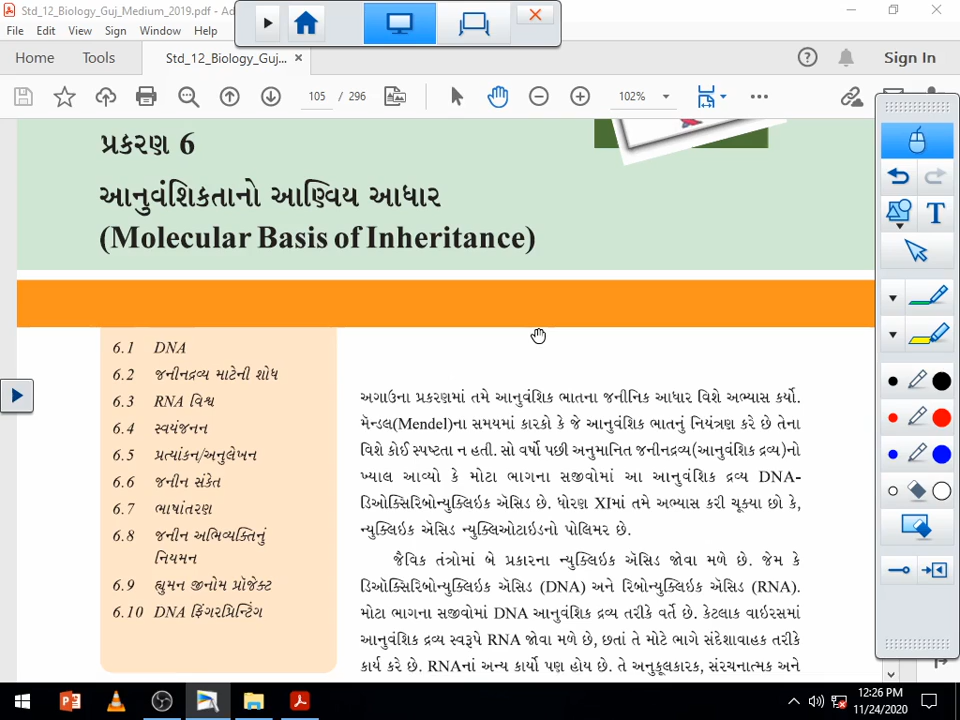 Std_12_Biology_Guj_Medium_2019.pdf - Ad
File Edit View Sign Window Help
Home Tools Std_12_Biology_Guj... × Sign In
105 / 296 102%
પ્રકરણ 6
આનુવંશિકતાનો આણ્વિય આધાર
(Molecular Basis of Inheritance)
6.1 DNA
6.2 જનીનદ્રવ્ય માટેની શોધ
6.3 RNA વિશ્વ
6.4 સ્વયંજનન
6.5 પ્રત્યાંકન/અનુલેખન
6.6 જનીન સંકેત
6.7 ભાષાંતરણ
6.8 જનીન અભિવ્યક્તિનું
નિયમન
6.9 હ્યુમન જીનોમ પ્રૉજેક્ટ
6.10 DNA ફિંગરપ્રિન્ટિંગ
અગાઉના પ્રકરણમાં તમે આનુવંશિક ભાતના જનીનિક આધાર વિશે અભ્યાસ કર્યો.
મૅન્ડલ(Mendel)ના સમયમાં કારકો કે જે આનુવંશિક ભાતનું નિયંત્રણ કરે છે તેના
વિશે કોઈ સ્પષ્ટતા ન હતી. સો વર્ષો પછી અનુમાનિત જનીનદ્રવ્ય(આનુવંશિક દ્રવ્ય)નો
ખ્યાલ આવ્યો કે મોટા ભાગના સજીવોમાં આ આનુવંશિક દ્રવ્ય DNA-
ડિઓક્સિરિબોન્યુક્લિઇક ઍસિડ છે. ધોરણ XIમાં તમે અભ્યાસ કરી ચૂક્યા છો કે,
ન્યુક્લિઇક ઍસિડ ન્યુક્લિઓટાઇડનો પોલિમર છે.
જૈવિક તંત્રોમાં બે પ્રકારના ન્યુક્લિઇક ઍસિડ જોવા મળે છે. જેમ કે
ડિઑક્સિરિબોન્યુક્લિઇક ઍસિડ (DNA) અને રિબોન્યુક્લિઇક ઍસિડ (RNA).
મોટા ભાગના સજીવોમાં DNA આનુવંશિક દ્રવ્ય તરીકે વર્તે છે. કેટલાક વાઇરસમાં
આનુવંશિક દ્રવ્ય સ્વરૂપે RNA જોવા મળે છે, છતાં તે મોટે ભાગે સંદેશાવાહક તરીકે
કાર્ય કરે છે. RNAનાં અન્ય કાર્યો પણ હોય છે. તે અનુકૂલકારક, સંરચનાત્મક અને
T
12:26 PM
11/24/2020